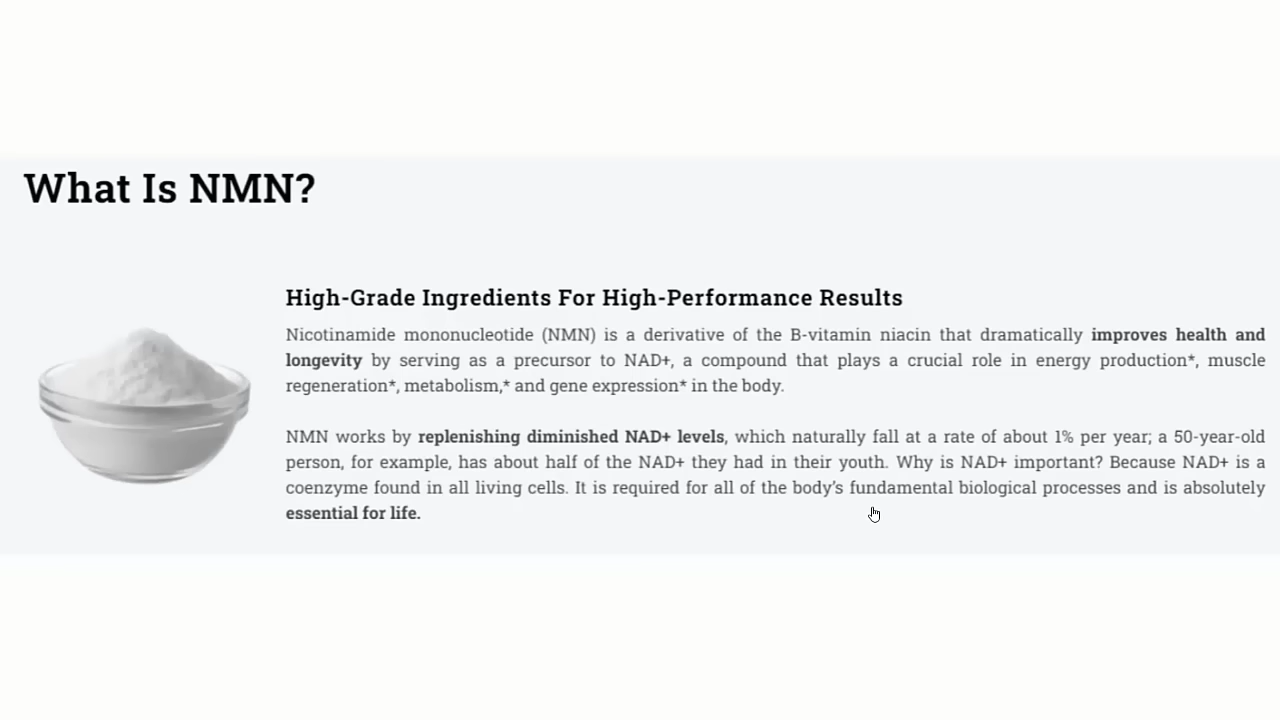 What Is NMN?
High-Grade Ingredients For High-Performance Results
Nicotinamide mononucleotide (NMN) is a derivative of the B-vitamin niacin that dramatically improves health and
longevity by serving as a precursor to NAD+, a compound that plays a crucial role in energy production*, muscle
regeneration*, metabolism,* and gene expression* in the body.
NMN works by replenishing diminished NAD+ levels, which naturally fall at a rate of about 1% per year; a 50-year-old
person, for example, has about half of the NAD+ they had in their youth. Why is NAD+ important? Because NAD+ is a
coenzyme found in all living cells. It is required for all of the body’s fundamental biological processes and is absolutely
essential for life.